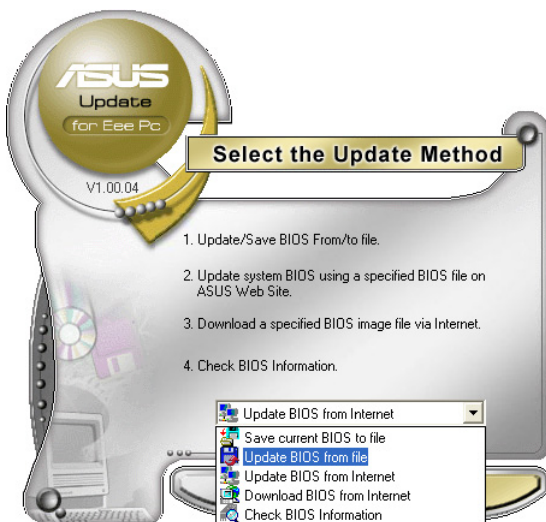 ASUS
Update
for Eee Pc
Select the Update Method
V1.00.04
1. Update/Save BIOS From/to file.
2. Update system BIOS using a specified BIOS file on
ASUS Web Site.
3. Download a specified BIOS image file via Internet.
4. Check BIOS Information.
Update BIOS from Internet
Save current BIOS to file
Update BIOS from file
Update BIOS from Internet
Download BIOS from Internet
Check BIOS Information